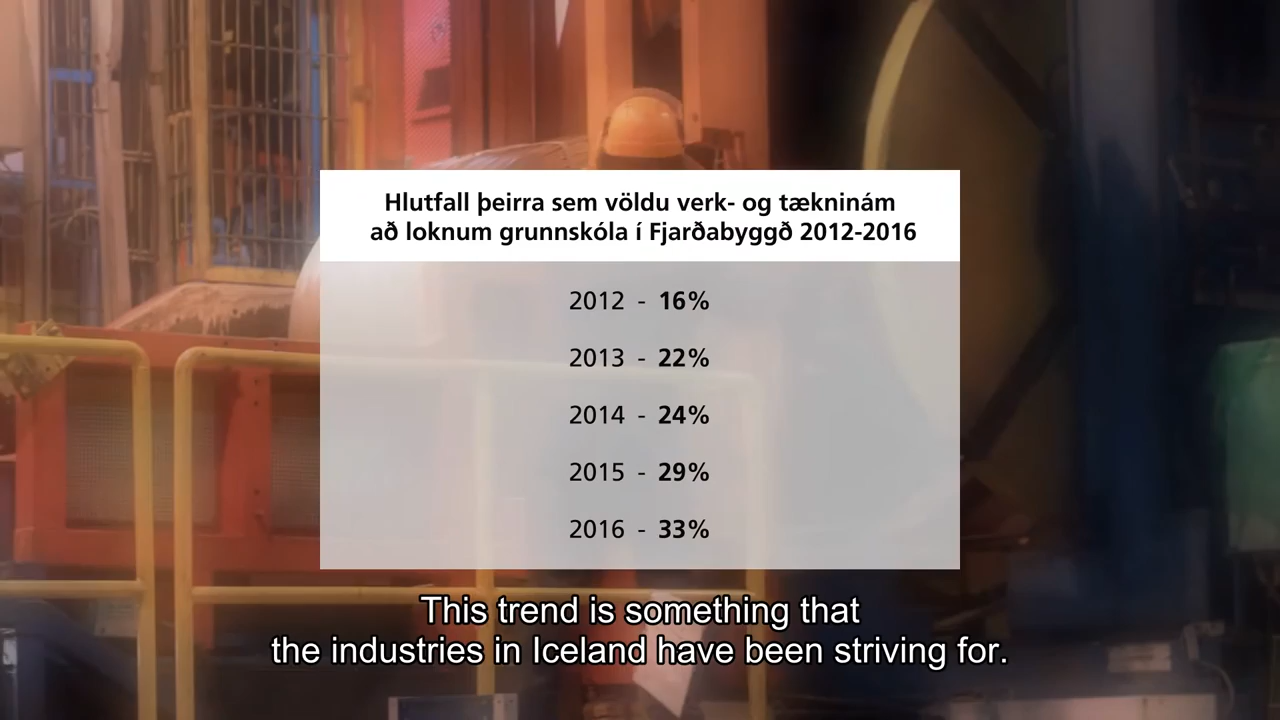 Hlutfall þeirra sem völdu verk- og tækninám
að loknum grunnskóla í Fjarðabyggð 2012-2016
2012 - 16%
2013 - 22%
2014 - 24%
2015 - 29%
2016 - 33%
This trend is something that
the industries in Iceland have been striving for.